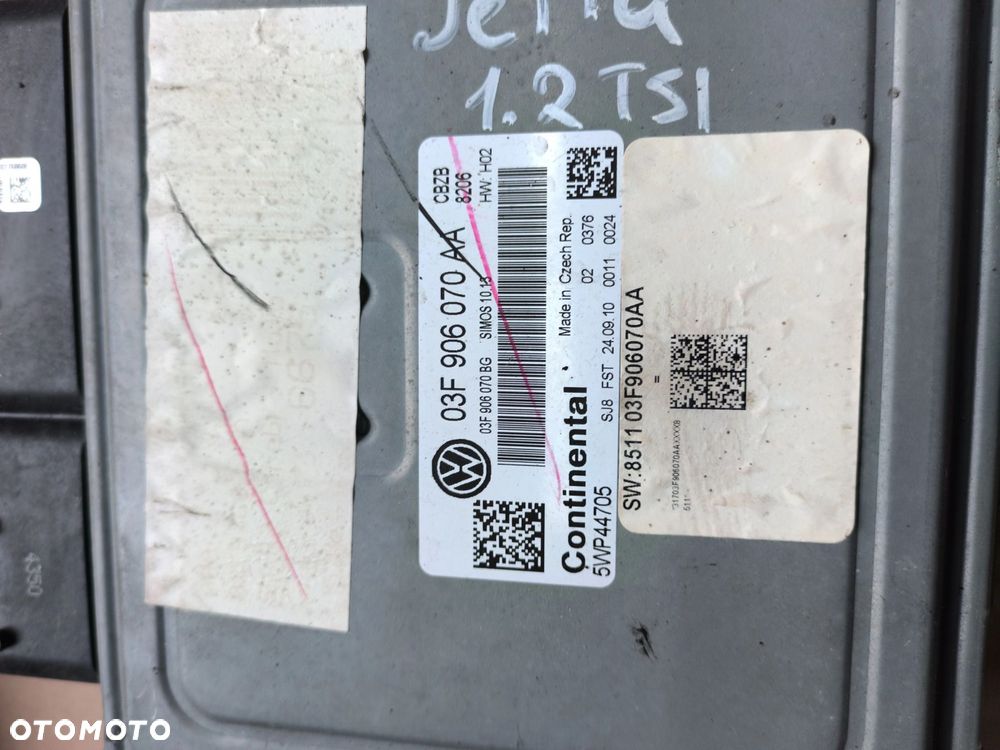 Jetta
1.2 TSI
03F 906 070 AA
CBZB
8206
03F 906 070 BG SIMOS 10.13
HW: H02
Continental
Made in Czech Rep.
02 0376
5WP44705
SJ8 FST 24.09.10 0011 0024
SW:8511 03F906070AA
=
4350
OTOMOTO